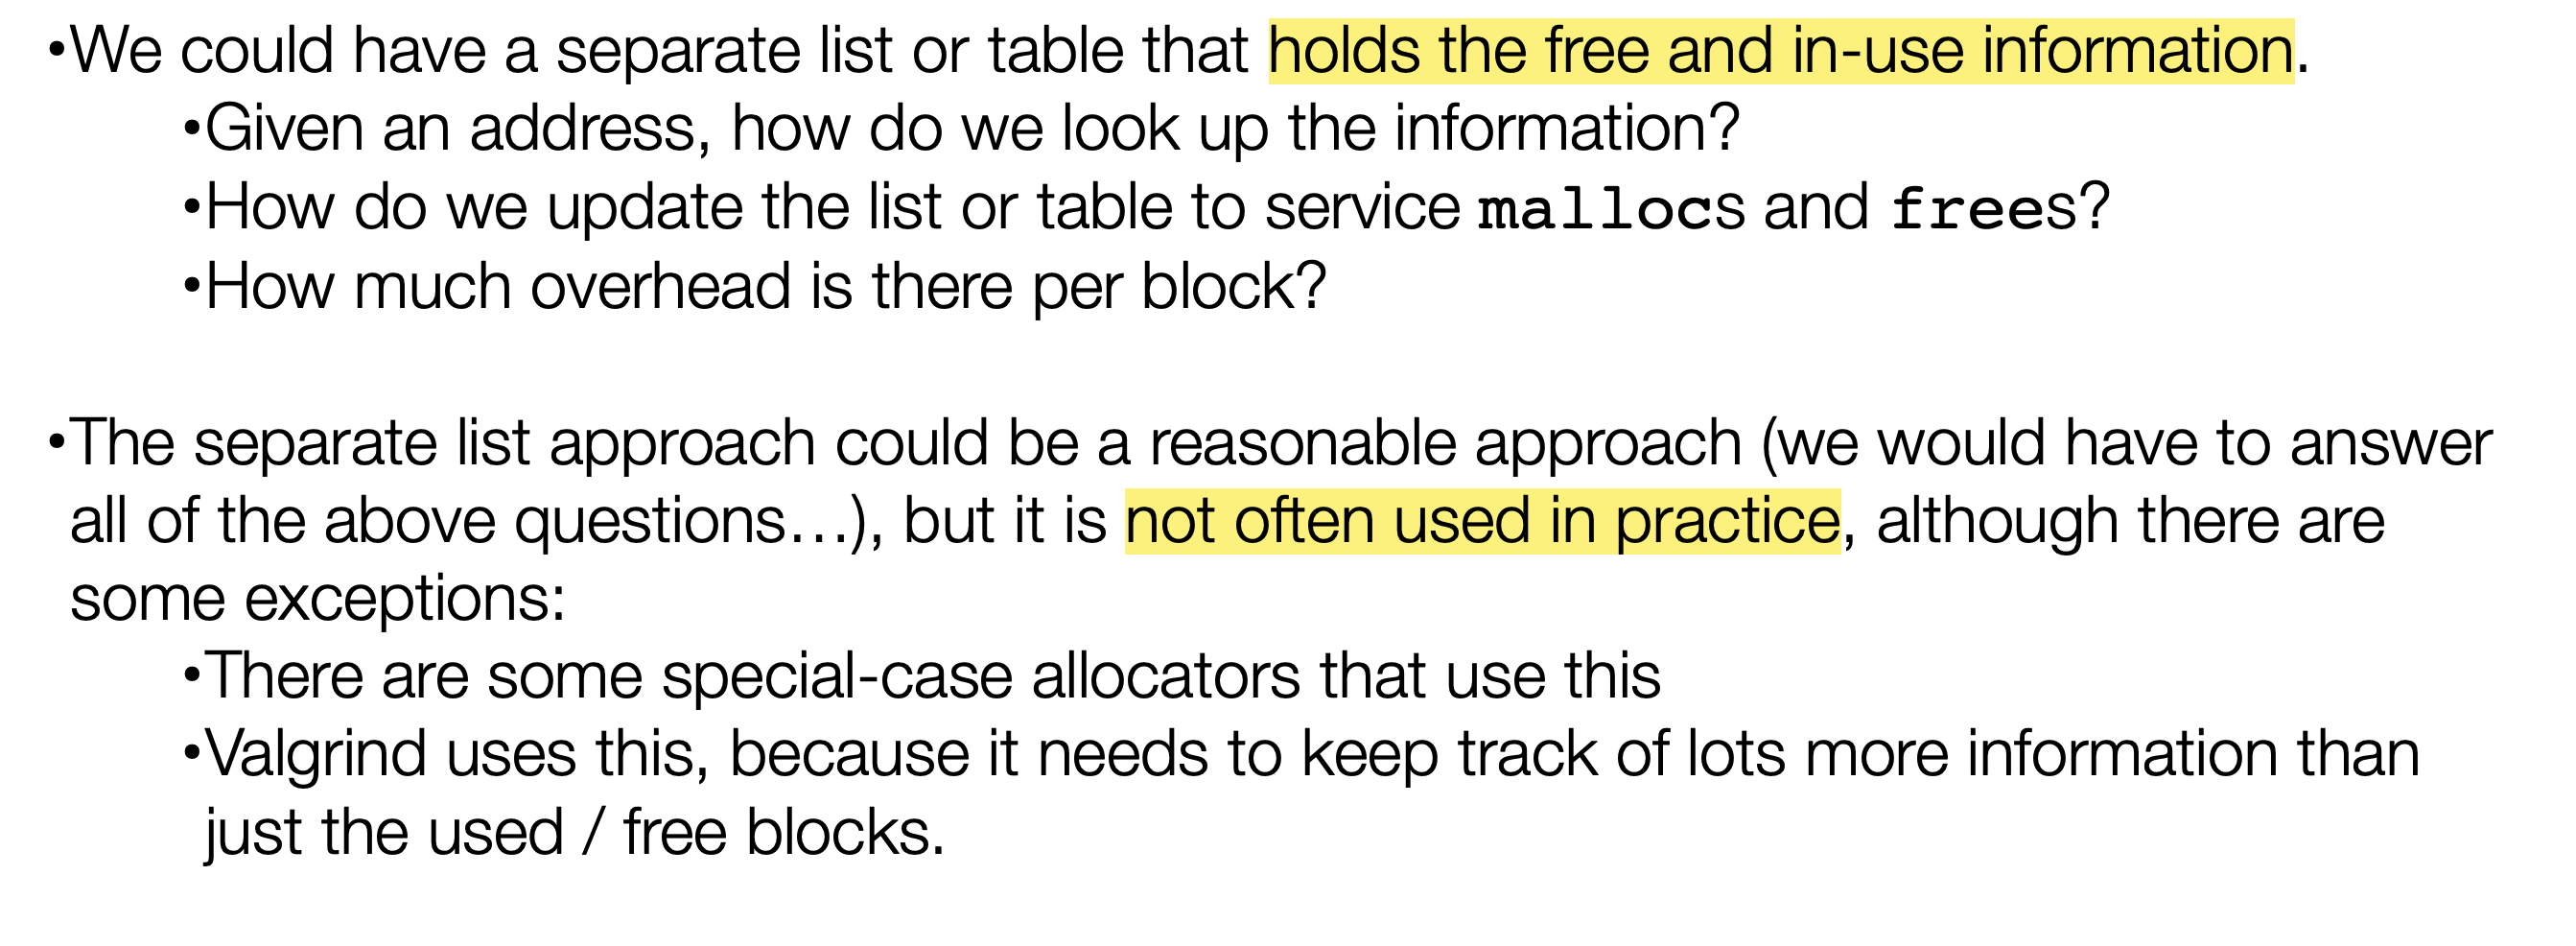 •We could have a separate list or table that holds the free and in-use information.
•Given an address, how do we look up the information?
•How do we update the list or table to service mallocs and frees?
•How much overhead is there per block?
•The separate list approach could be a reasonable approach (we would have to answer
all of the above questions…), but it is not often used in practice, although there are
some exceptions:
•There are some special-case allocators that use this
•Valgrind uses this, because it needs to keep track of lots more information than
just the used / free blocks.